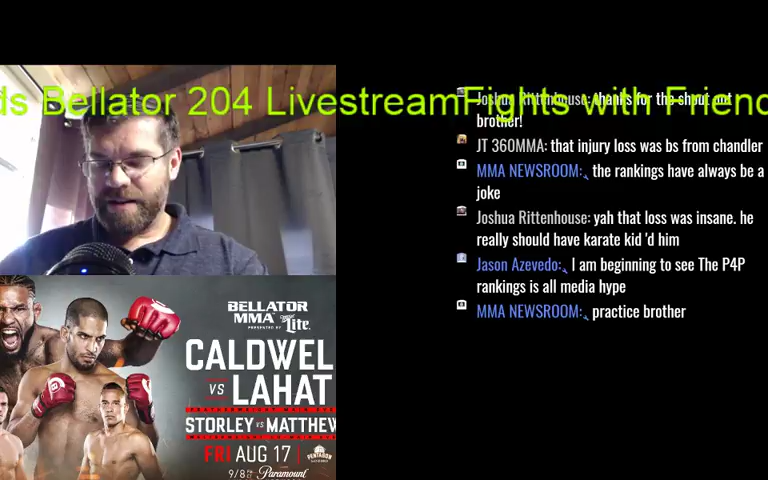 ds Bellator 204 LivestreamFights with Friend
Joshua Rittenhouse: thanks for the shout out
brother!
JT 360MMA: that injury loss was bs from chandler
MMA NEWSROOM: the rankings have always be a
joke
Joshua Rittenhouse: yah that loss was insane. he
really should have karate kid 'd him
Jason Azevedo: I am beginning to see The P4P
rankings is all media hype
MMA NEWSROOM: practice brother
BELLATOR
MMA
PRESENTED BY Lite
CALDWEL
VS LAHAT
STORLEY VS MATTHEW
FRI AUG 17
9/8 Paramount